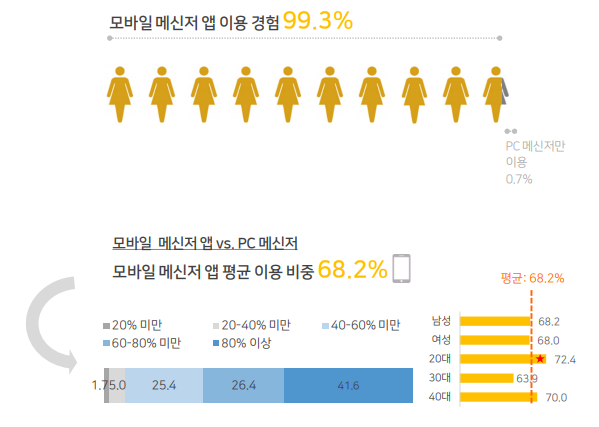 모바일 메신저 앱 이용 경험 99.3%
PC 메신저만
이용
0.7%
모바일 메신저 앱 vs. PC 메신저
모바일 메신저 앱 평균 이용 비중 68.2%
평균: 68.2%
20% 미만 20-40% 미만 40-60% 미만
60-80% 미만 80% 이상
1.7 5.0 25.4 26.4 41.6
남성 68.2
여성 68.0
20대 72.4
30대 63.9
40대 70.0